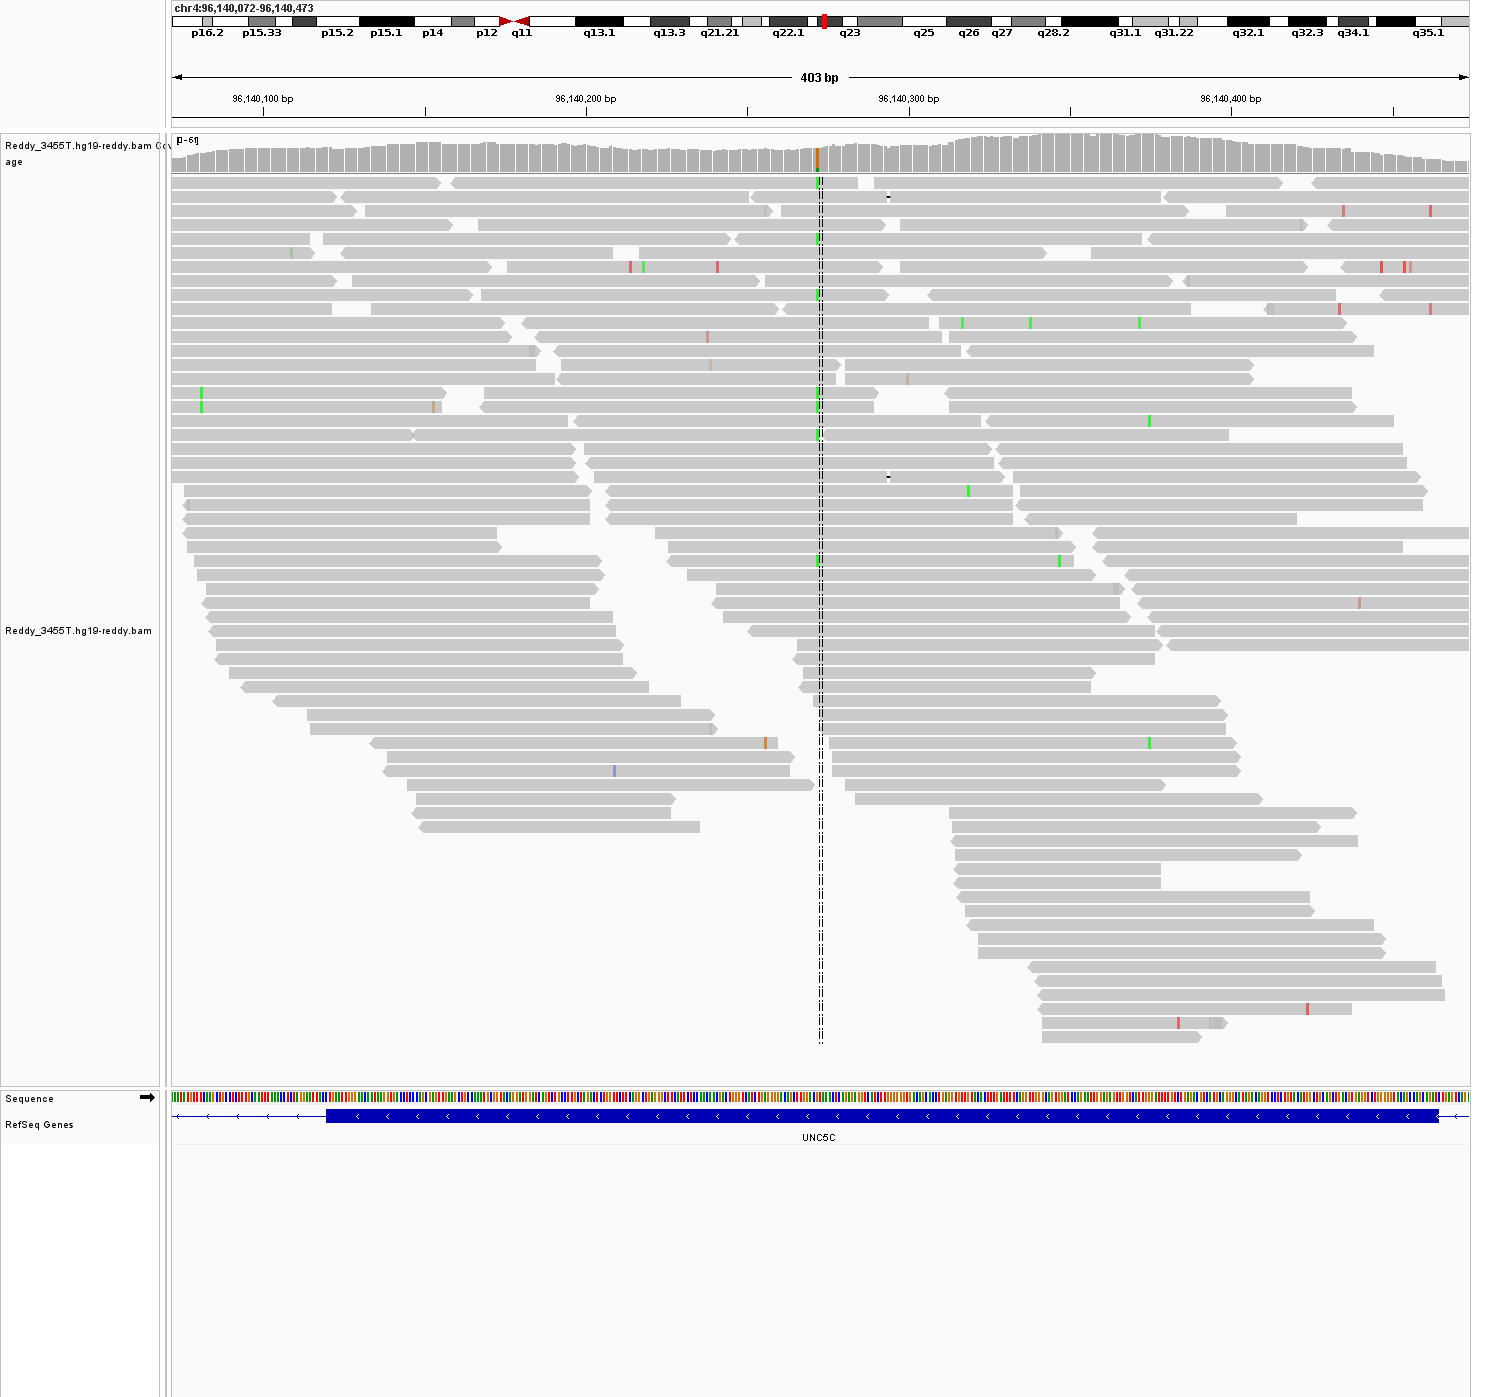 chr4:96,140,072-96,140,473
p16.2 p15.33 p15.2 p15.1 p14 p12 q11 q13.1 q13.3 q21.21 q22.1 q23 q25 q26 q27 q28.2 q31.1 q31.22 q32.1 q32.3 q34.1 q35.1
403 bp
96,140,100 bp 96,140,200 bp 96,140,300 bp 96,140,400 bp
[0-61]
Reddy_3455T.hg19-reddy.bam Cov
age
Reddy_3455T.hg19-reddy.bam
Sequence
RefSeq Genes
UNC5C